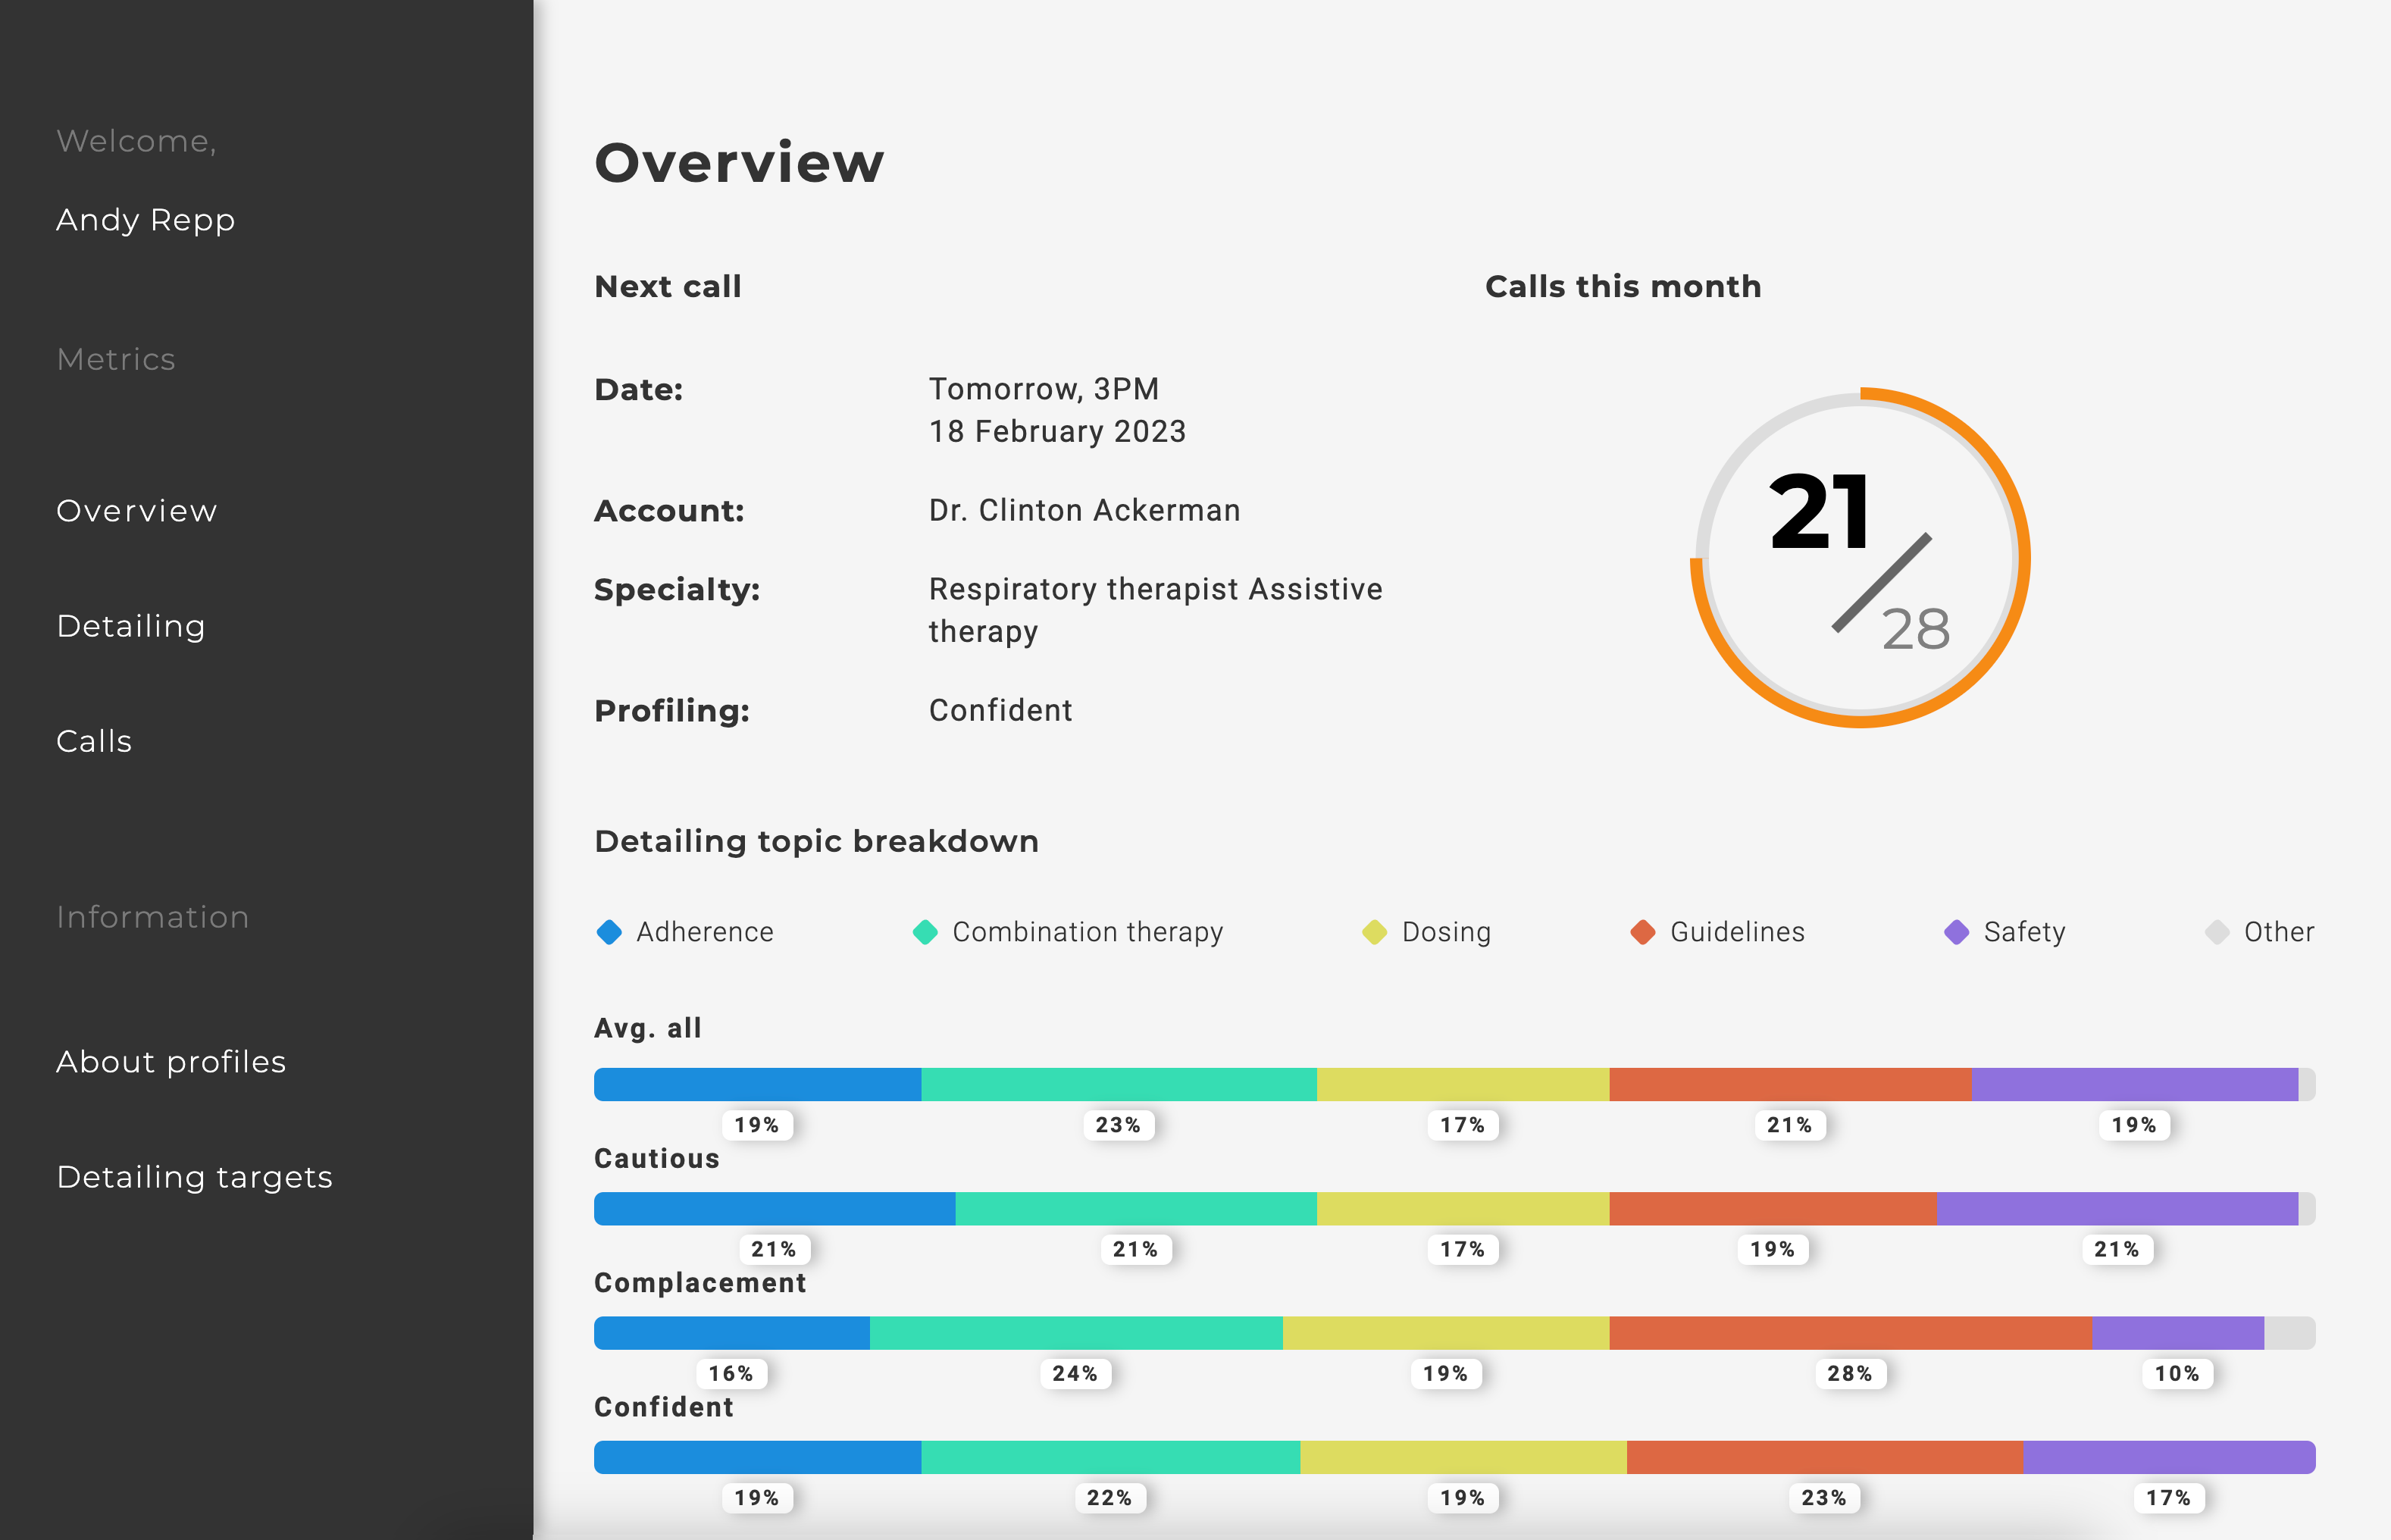 Welcome,
Andy Repp
Metrics
Overview
Detailing
Calls
Information
About profiles
Detailing targets
Overview
Next call
Date:
Tomorrow, 3PM
18 February 2023
Account:
Dr. Clinton Ackerman
Specialty:
Respiratory therapist Assistive
therapy
Profiling:
Confident
Calls this month
21
28
Detailing topic breakdown
Adherence
Combination therapy
Dosing
Guidelines
Safety
Other
Avg. all
19%
23%
17%
21%
19%
Cautious
21%
21%
17%
19%
21%
Complacement
16%
24%
19%
28%
10%
Confident
19%
22%
19%
23%
17%